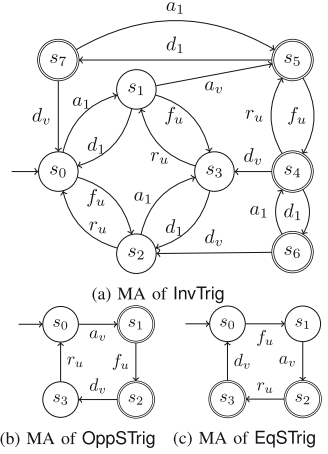 a₁
s₇ d₁ s₅
s₁ aᵥ
dᵥ a₁ fᵤ rᵤ fᵤ
d₁ rᵤ
s₀ s₃ dᵥ s₄
fᵤ a₁ a₁ d₁
rᵤ d₁
s₂ dᵥ s₆
(a) MA of InvTrig
s₀ aᵥ s₁ s₀ fᵤ s₁
rᵤ fᵤ dᵥ aᵥ
s₃ dᵥ s₂ s₃ rᵤ s₂
(b) MA of OppSTrig (c) MA of EqSTrig